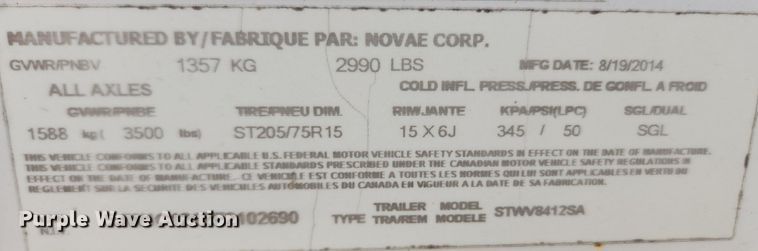 MANUFACTURED BY/FABRIQUE PAR: NOVAE CORP.
GVWR/PNBV 1357 KG 2990 LBS MFG DATE: 8/19/2014
ALL AXLES COLD INFL. PRESS./PRESS. DE GONFL. A FROID
GVWR/PNBE TIRE/PNEU DIM. RIM/JANTE KPA/PSI(LPC) SGL/DUAL
1588 kg( 3500 lbs) ST205/75R15 15 X 6J 345 / 50 SGL
THIS VEHICLE CONFORMS TO ALL APPLICABLE U.S. FEDERAL MOTOR VEHICLE SAFETY STANDARDS IN EFFECT ON THE DATE OF MANUFACTURE.
THIS VEHICLE CONFORMS TO ALL APPLICABLE STANDARDS PRESCRIBED UNDER THE CANADIAN MOTOR VEHICLE SAFETY REGULATIONS IN
EFFECT ON THE DATE OF MANUFACTURE. CE VEHICULE EST CONFORME A TOUTES LES NORMES QUI LUI SONT APPLICABLES EN VERTU DU
REGLEMENT SUR LA SECURITE DES VEHICULES AUTOMOBILES DU CANADA EN VIGUEUR A LA DATE DE SA FABRICATION.
102690 TRAILER MODEL STWV8412SA
TYPE TRA/REM MODELE
Purple Wave Auction